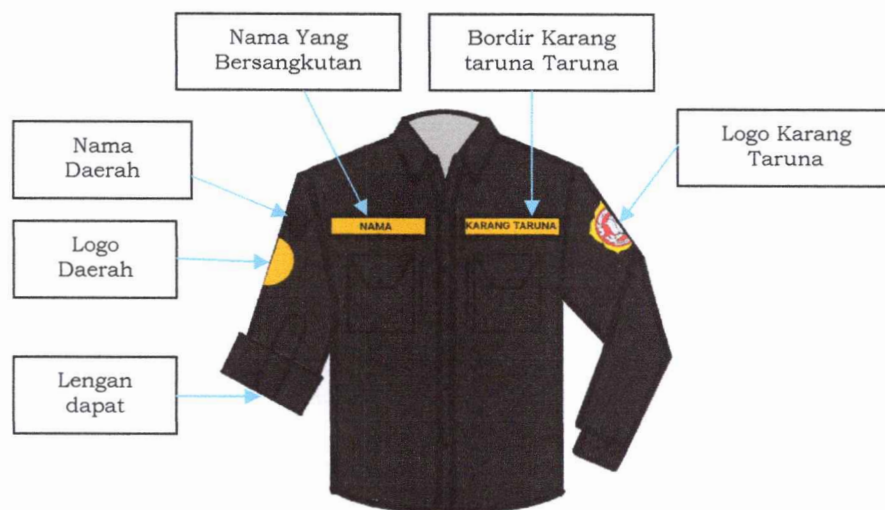 Nama Yang
Bersangkutan
Bordir Karang
taruna Taruna
Nama
Daerah
Logo Karang
Taruna
NAMA
KARANG TARUNA
Logo
Daerah
Lengan
dapat